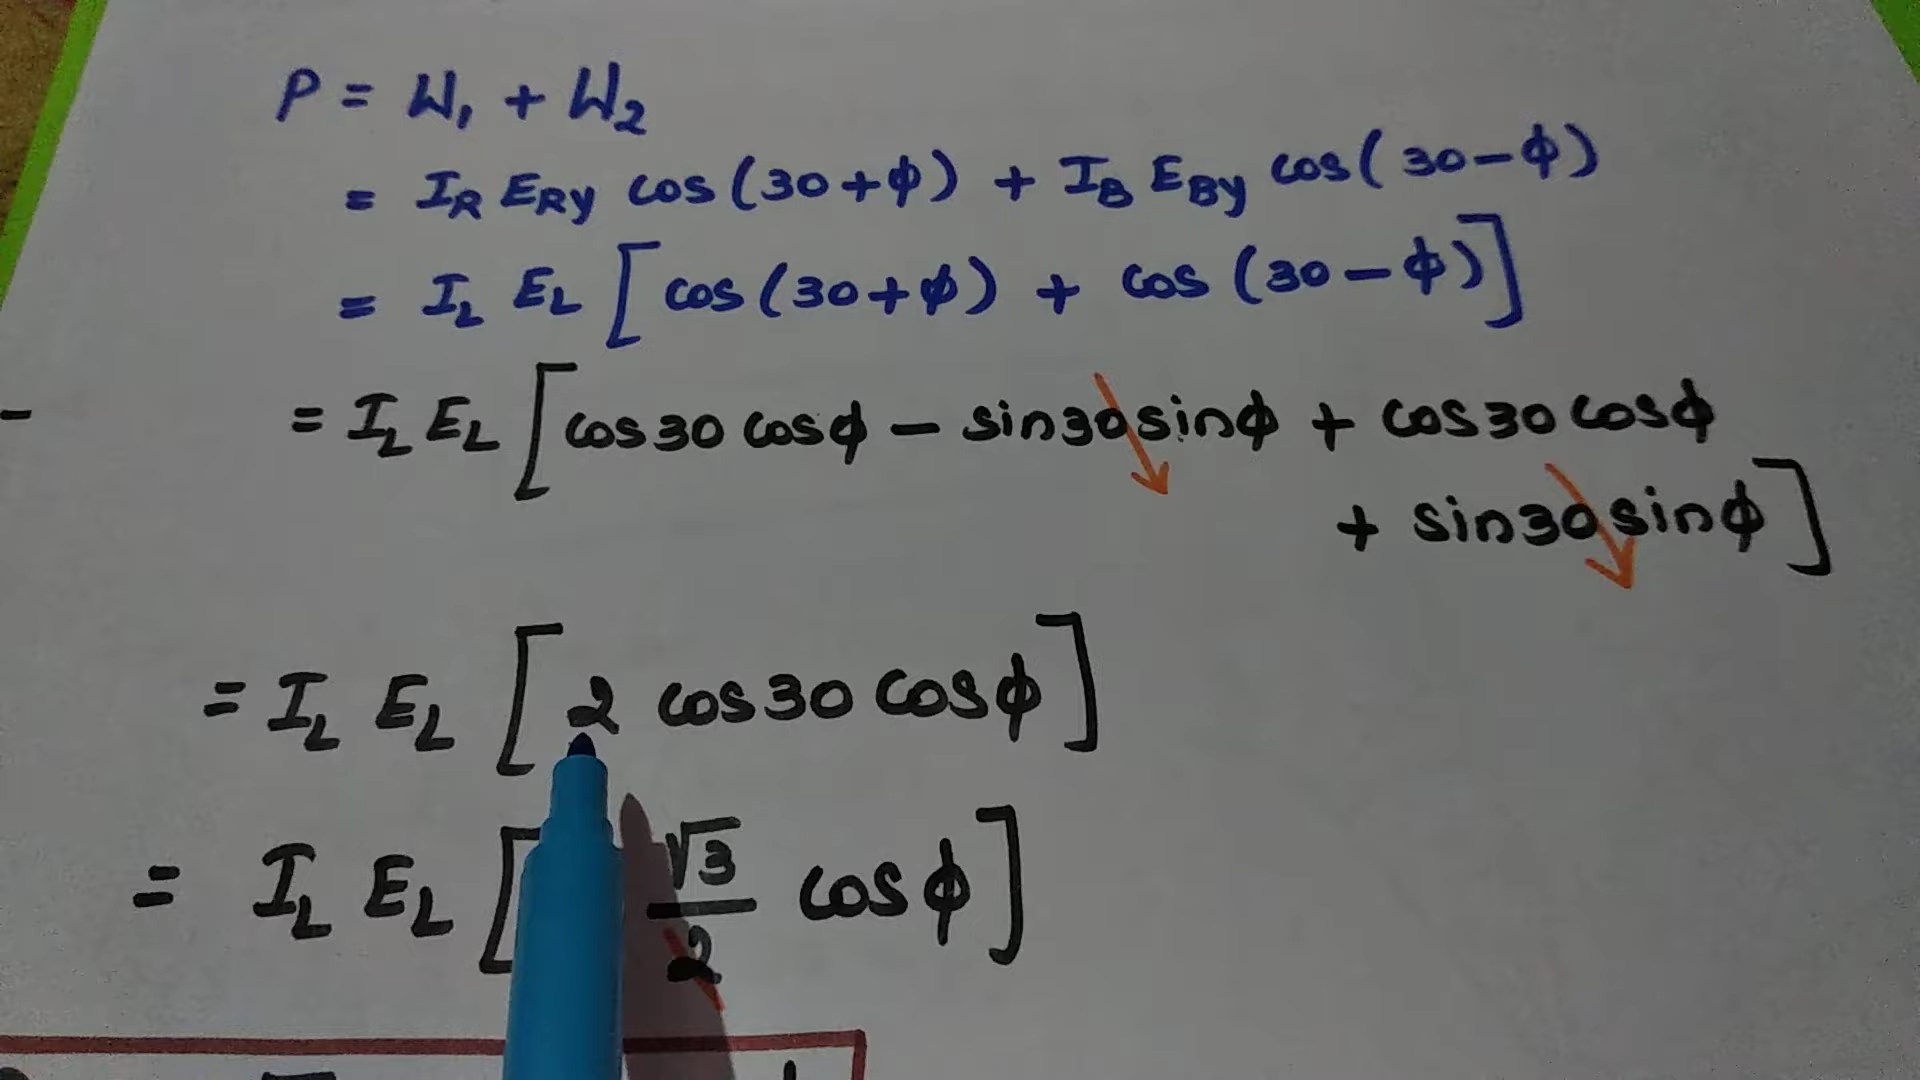 P = W₁ + W₂
= I_R E_RY cos(30+φ) + I_B E_BY cos(30-φ)
= I_L E_L [cos(30+φ) + cos(30-φ)]
= I_L E_L [cos30 cosφ - sin30 sinφ + cos30 cosφ
+ sin30 sinφ]
= I_L E_L [2 cos30 cosφ]
= I_L E_L [ √3/2 cosφ]